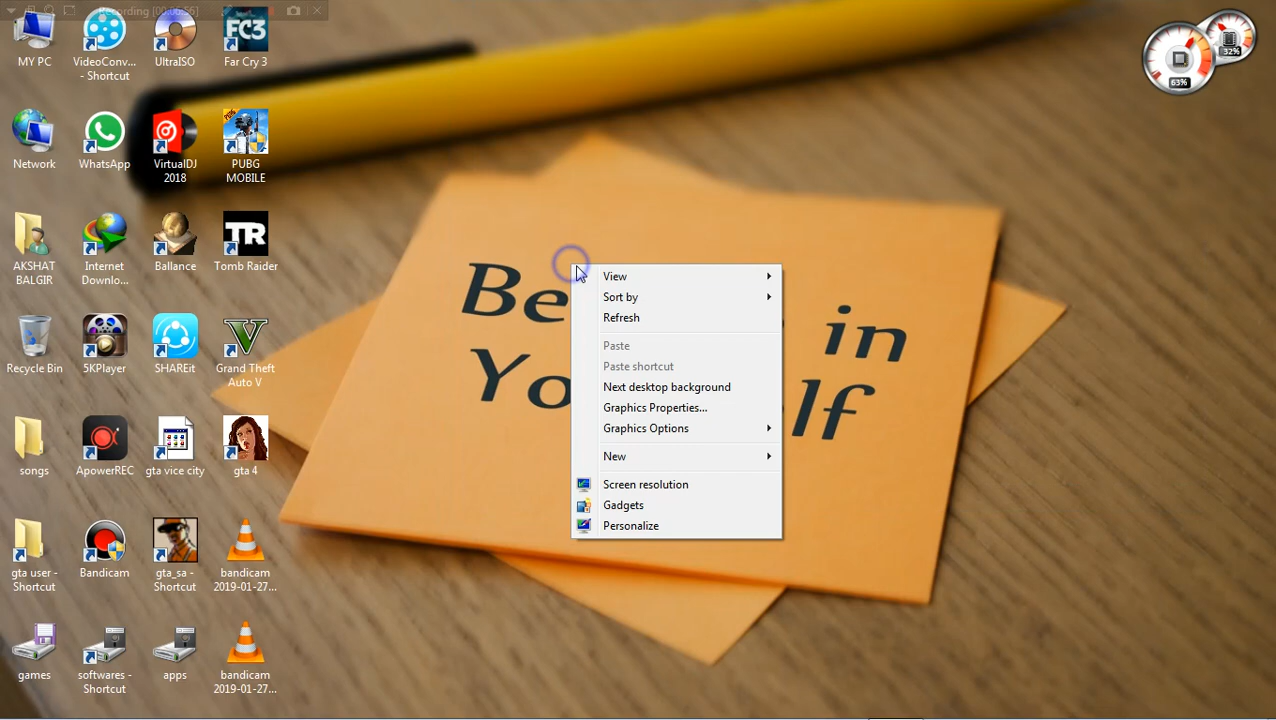 Recording [00:06:56]
MY PC
VideoConv...
- Shortcut
UltraISO
FC3
Far Cry 3
63%
32%
Network
WhatsApp
VirtualDJ
2018
PUBG
MOBILE
AKSHAT
BALGIR
Internet
Downlo...
Ballance
TR
Tomb Raider
Recycle Bin
5KPlayer
SHAREit
V
Grand Theft
Auto V
songs
ApowerREC
gta vice city
gta 4
gta user -
Shortcut
Bandicam
gta_sa -
Shortcut
bandicam
2019-01-27...
games
softwares -
Shortcut
apps
bandicam
2019-01-27...
Be
in
Yo
lf
View
Sort by
Refresh
Paste
Paste shortcut
Next desktop background
Graphics Properties...
Graphics Options
New
Screen resolution
Gadgets
Personalize